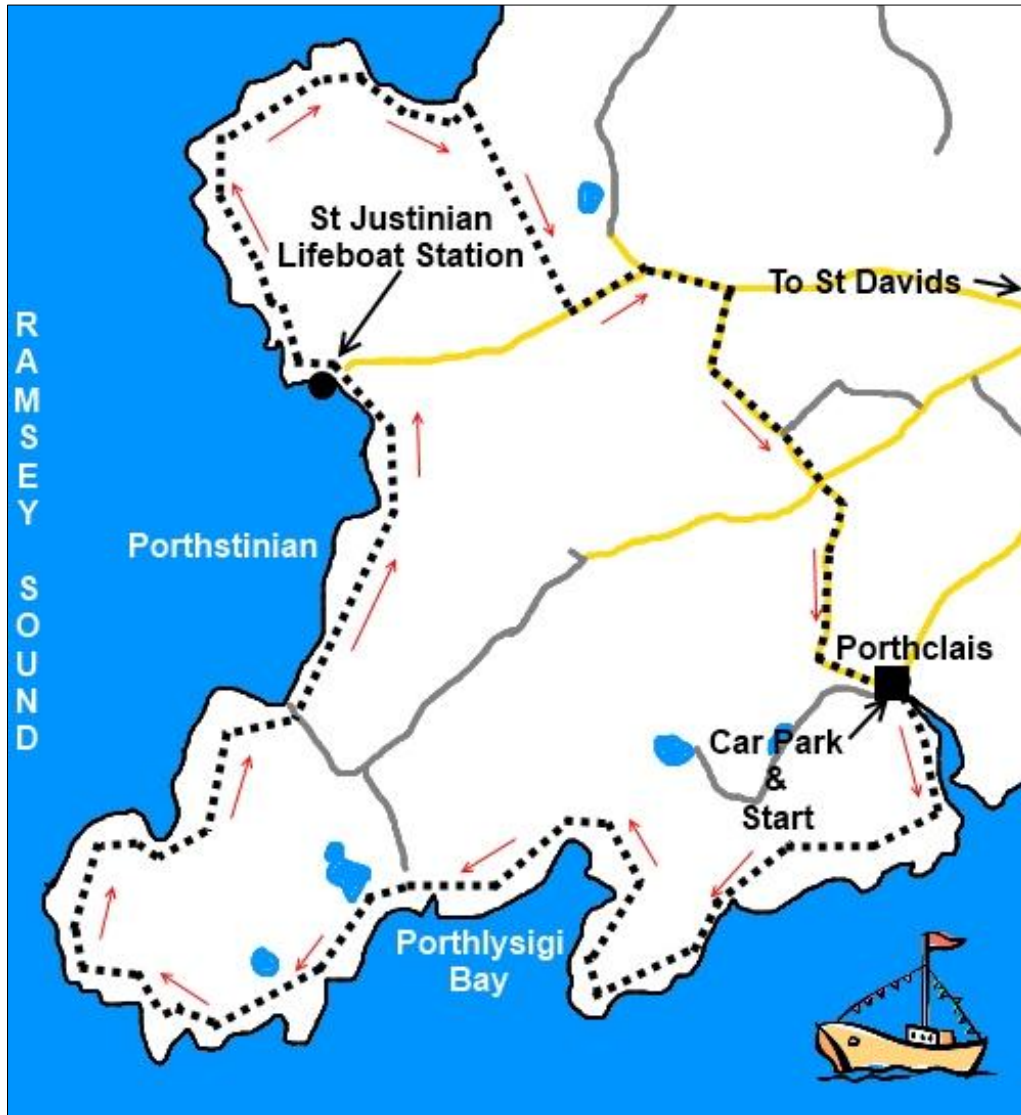 St Justinian
Lifeboat Station
To St Davids
RAMSEY SOUND
Porthstinian
Porthclais
Car Park
&
Start
Porthlysigi
Bay